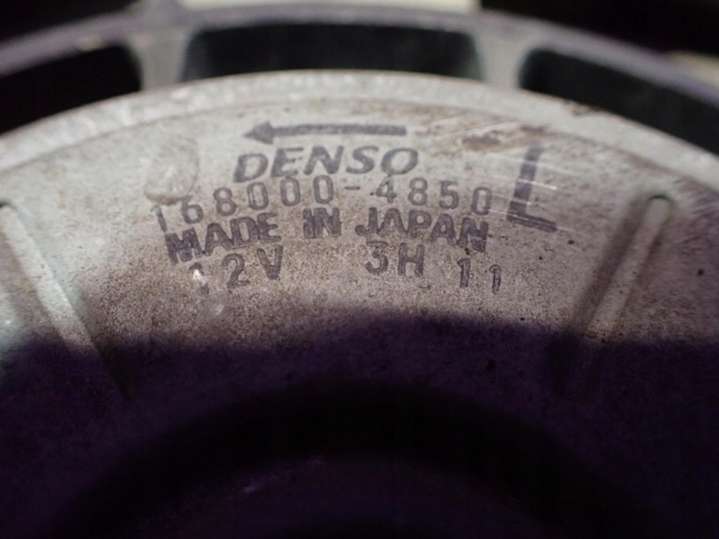 DENSO
168000-4850 L
MADE IN JAPAN
12V 3H 11